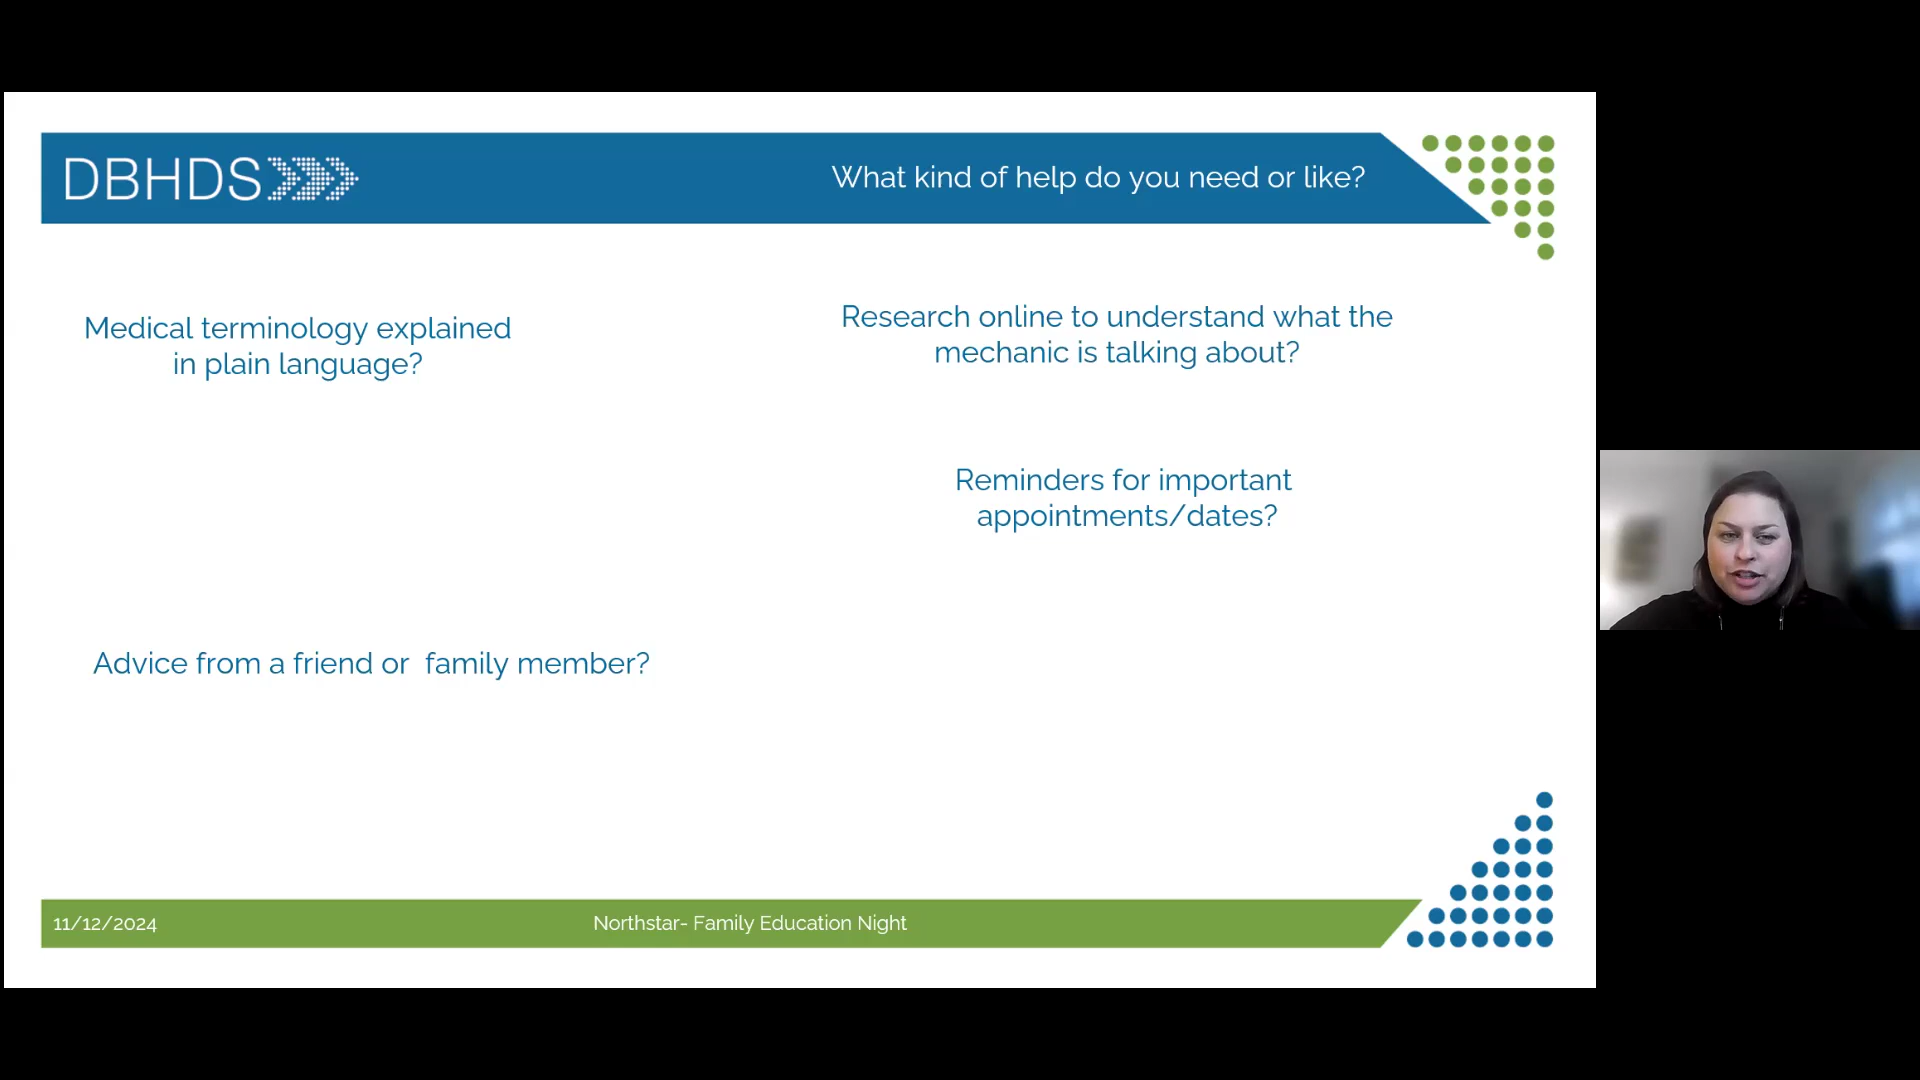 DBHDS
What kind of help do you need or like?
Medical terminology explained
in plain language?
Research online to understand what the
mechanic is talking about?
Reminders for important
appointments/dates?
Advice from a friend or  family member?
11/12/2024
Northstar- Family Education Night